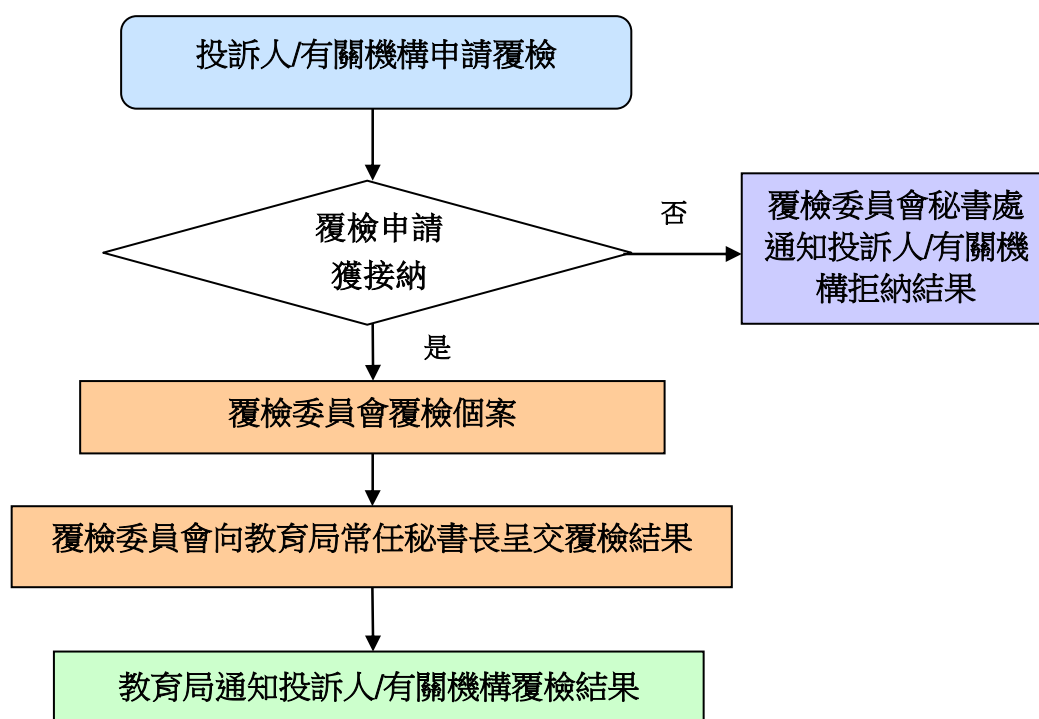 投訴人/有關機構申請覆檢
覆檢申請
獲接納
否
覆檢委員會秘書處
通知投訴人/有關機
構拒納結果
是
覆檢委員會覆檢個案
覆檢委員會向教育局常任秘書長呈交覆檢結果
教育局通知投訴人/有關機構覆檢結果